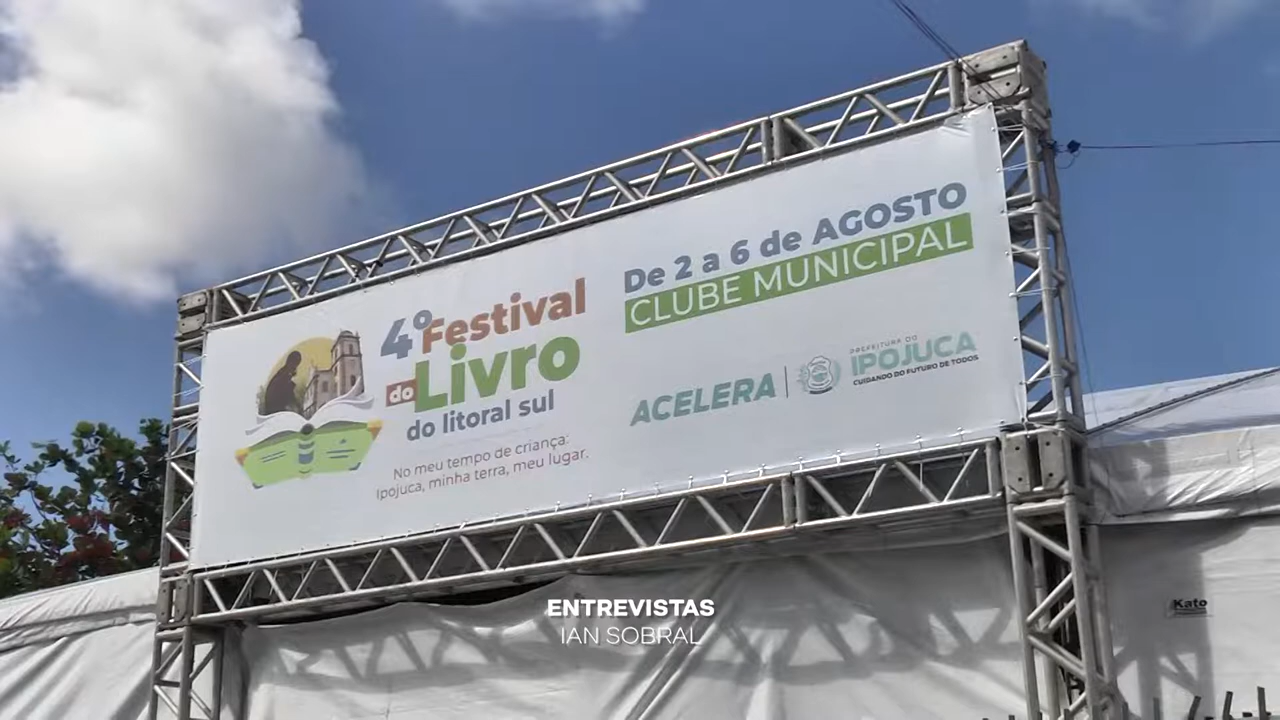 4º Festival
do Livro
do litoral sul
No meu tempo de criança:
Ipojuca, minha terra, meu lugar.
De 2 a 6 de AGOSTO
CLUBE MUNICIPAL
ACELERA
PREFEITURA DO
IPOJUCA
CUIDANDO DO FUTURO DE TODOS
Kato
ENTREVISTAS
IAN SOBRAL